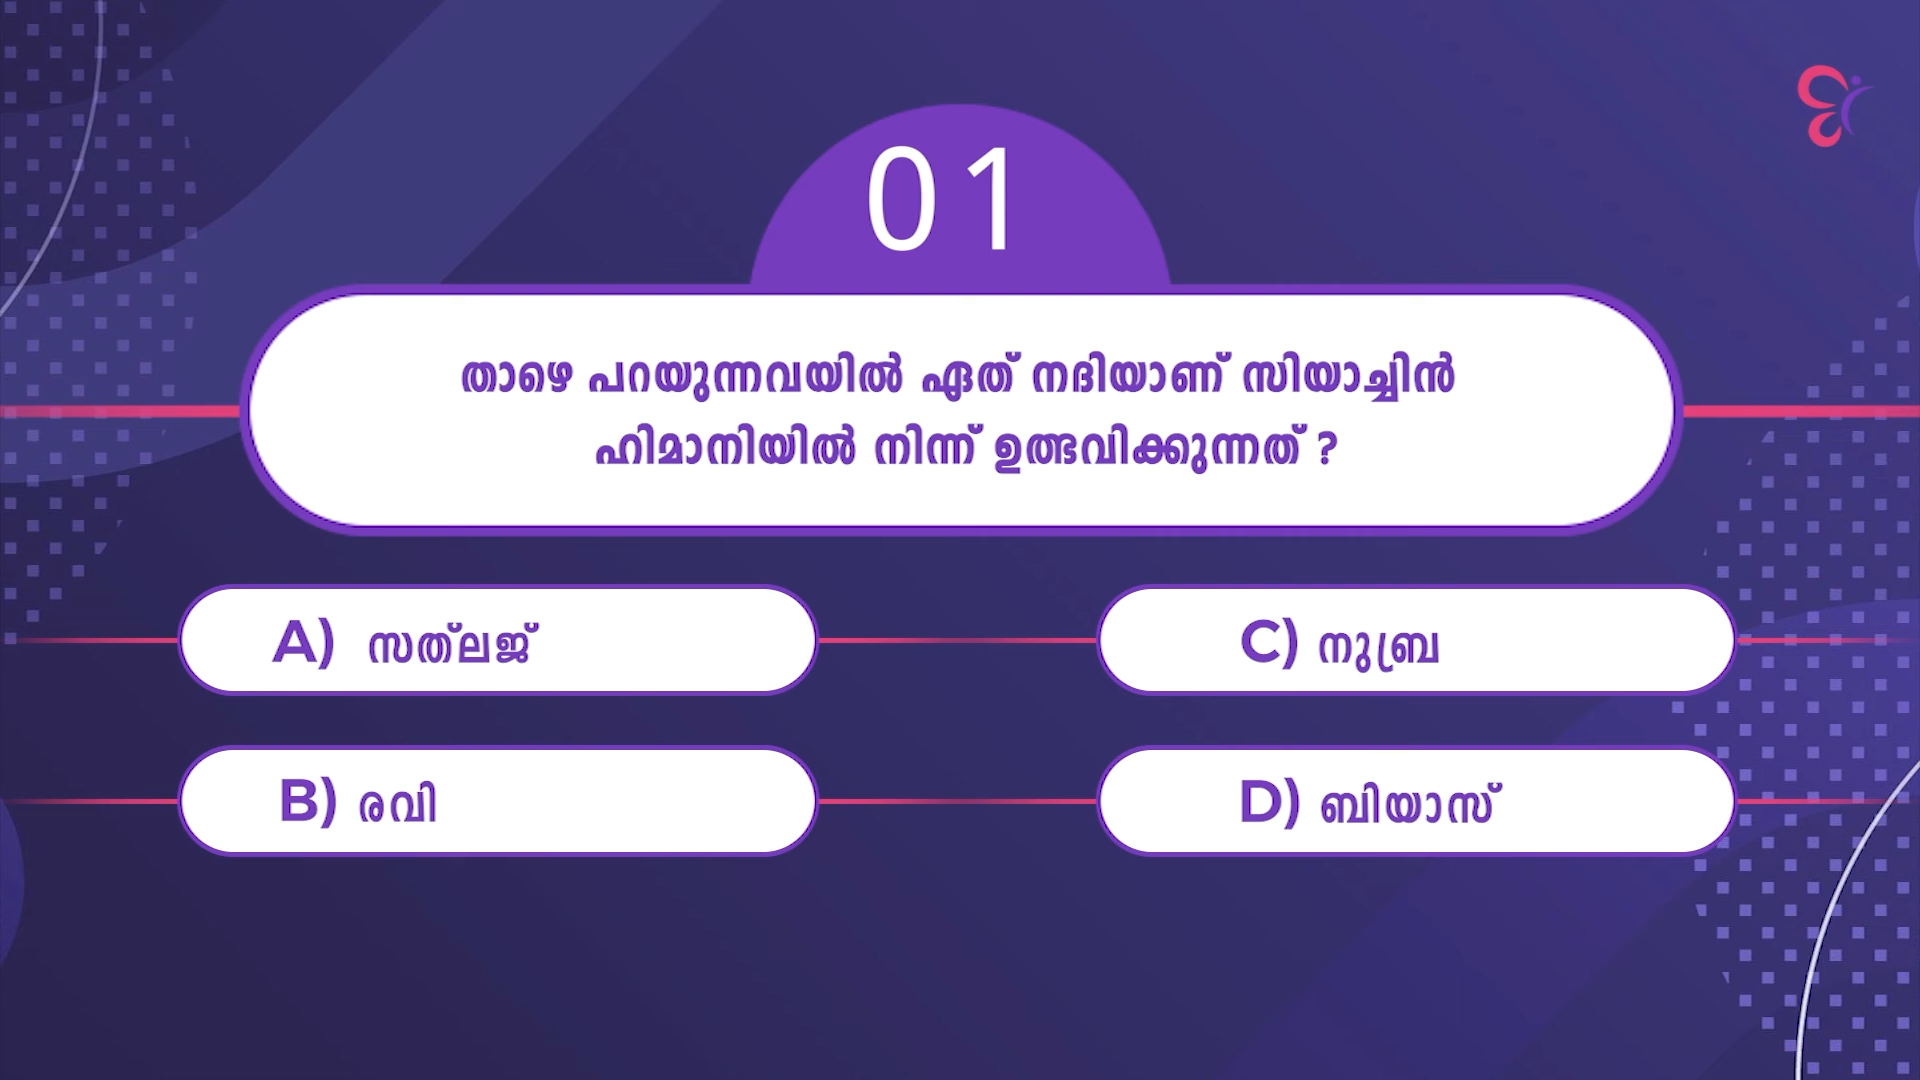 01
താഴെ പറയുന്നവയിൽ ഏത് നദിയാണ് സിയാച്ചിൻ
ഹിമാനിയിൽ നിന്ന് ഉത്ഭവിക്കുന്നത് ?
A) സത്‌ലജ്
C) നുബ്ര
B) രവി
D) ബിയാസ്